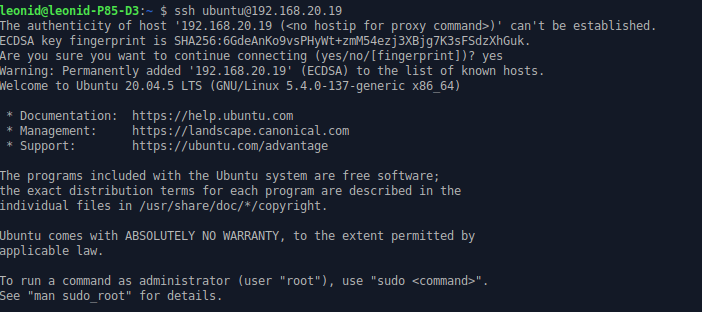 leonid@leonid-P85-D3:~ $ ssh ubuntu@192.168.20.19
The authenticity of host '192.168.20.19 (<no hostip for proxy command>)' can't be established.
ECDSA key fingerprint is SHA256:6GdeAnKo9vsPHyWt+zmM54ezj3XBjg7K3sFSdzXhGuk.
Are you sure you want to continue connecting (yes/no/[fingerprint])? yes
Warning: Permanently added '192.168.20.19' (ECDSA) to the list of known hosts.
Welcome to Ubuntu 20.04.5 LTS (GNU/Linux 5.4.0-137-generic x86_64)

 * Documentation:  https://help.ubuntu.com
 * Management:     https://landscape.canonical.com
 * Support:        https://ubuntu.com/advantage

The programs included with the Ubuntu system are free software;
the exact distribution terms for each program are described in the
individual files in /usr/share/doc/*/copyright.

Ubuntu comes with ABSOLUTELY NO WARRANTY, to the extent permitted by
applicable law.

To run a command as administrator (user "root"), use "sudo <command>".
See "man sudo_root" for details.